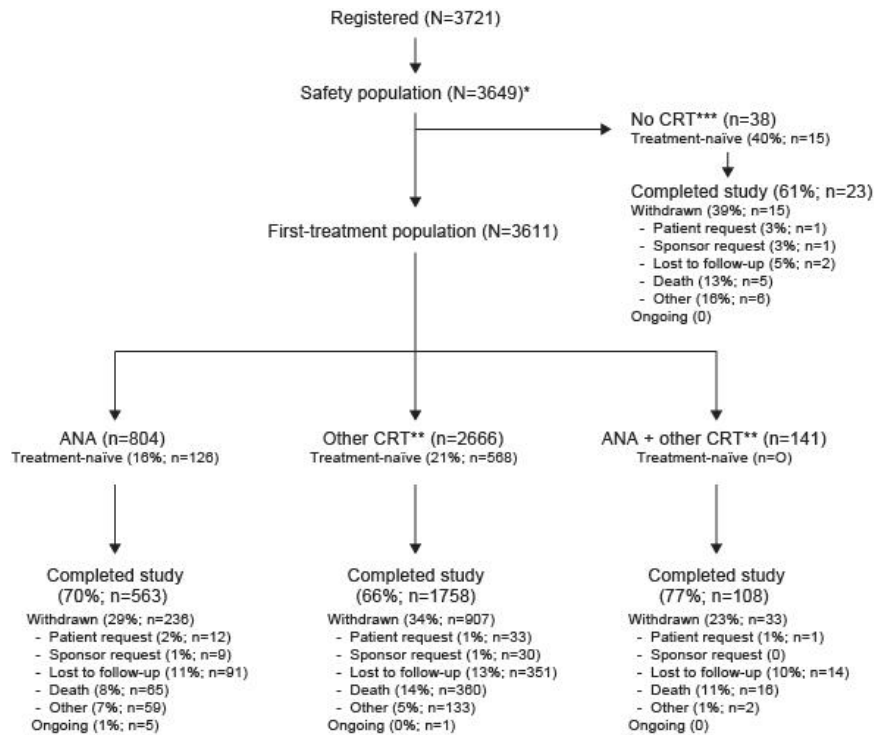 Registered (N=3721)
Safety population (N=3649)*
No CRT*** (n=38)
Treatment-naïve (40%; n=15)
Completed study (61%; n=23)
Withdrawn (39%; n=15)
- Patient request (3%; n=1)
- Sponsor request (3%; n=1)
- Lost to follow-up (5%; n=2)
- Death (13%; n=5)
- Other (16%; n=6)
Ongoing (0)
First-treatment population (N=3611)
ANA (n=804)
Treatment-naïve (16%; n=126)
Completed study
(70%; n=563)
Withdrawn (29%; n=236)
- Patient request (2%; n=12)
- Sponsor request (1%; n=9)
- Lost to follow-up (11%; n=91)
- Death (8%; n=65)
- Other (7%; n=59)
Ongoing (1%; n=5)
Other CRT** (n=2666)
Treatment-naïve (21%; n=568)
Completed study
(66%; n=1758)
Withdrawn (34%; n=907)
- Patient request (1%; n=33)
- Sponsor request (1%; n=30)
- Lost to follow-up (13%; n=351)
- Death (14%; n=360)
- Other (5%; n=133)
Ongoing (0%; n=1)
ANA + other CRT** (n=141)
Treatment-naïve (n=O)
Completed study
(77%; n=108)
Withdrawn (23%; n=33)
- Patient request (1%; n=1)
- Sponsor request (0)
- Lost to follow-up (10%; n=14)
- Death (11%; n=16)
- Other (1%; n=2)
Ongoing (0)